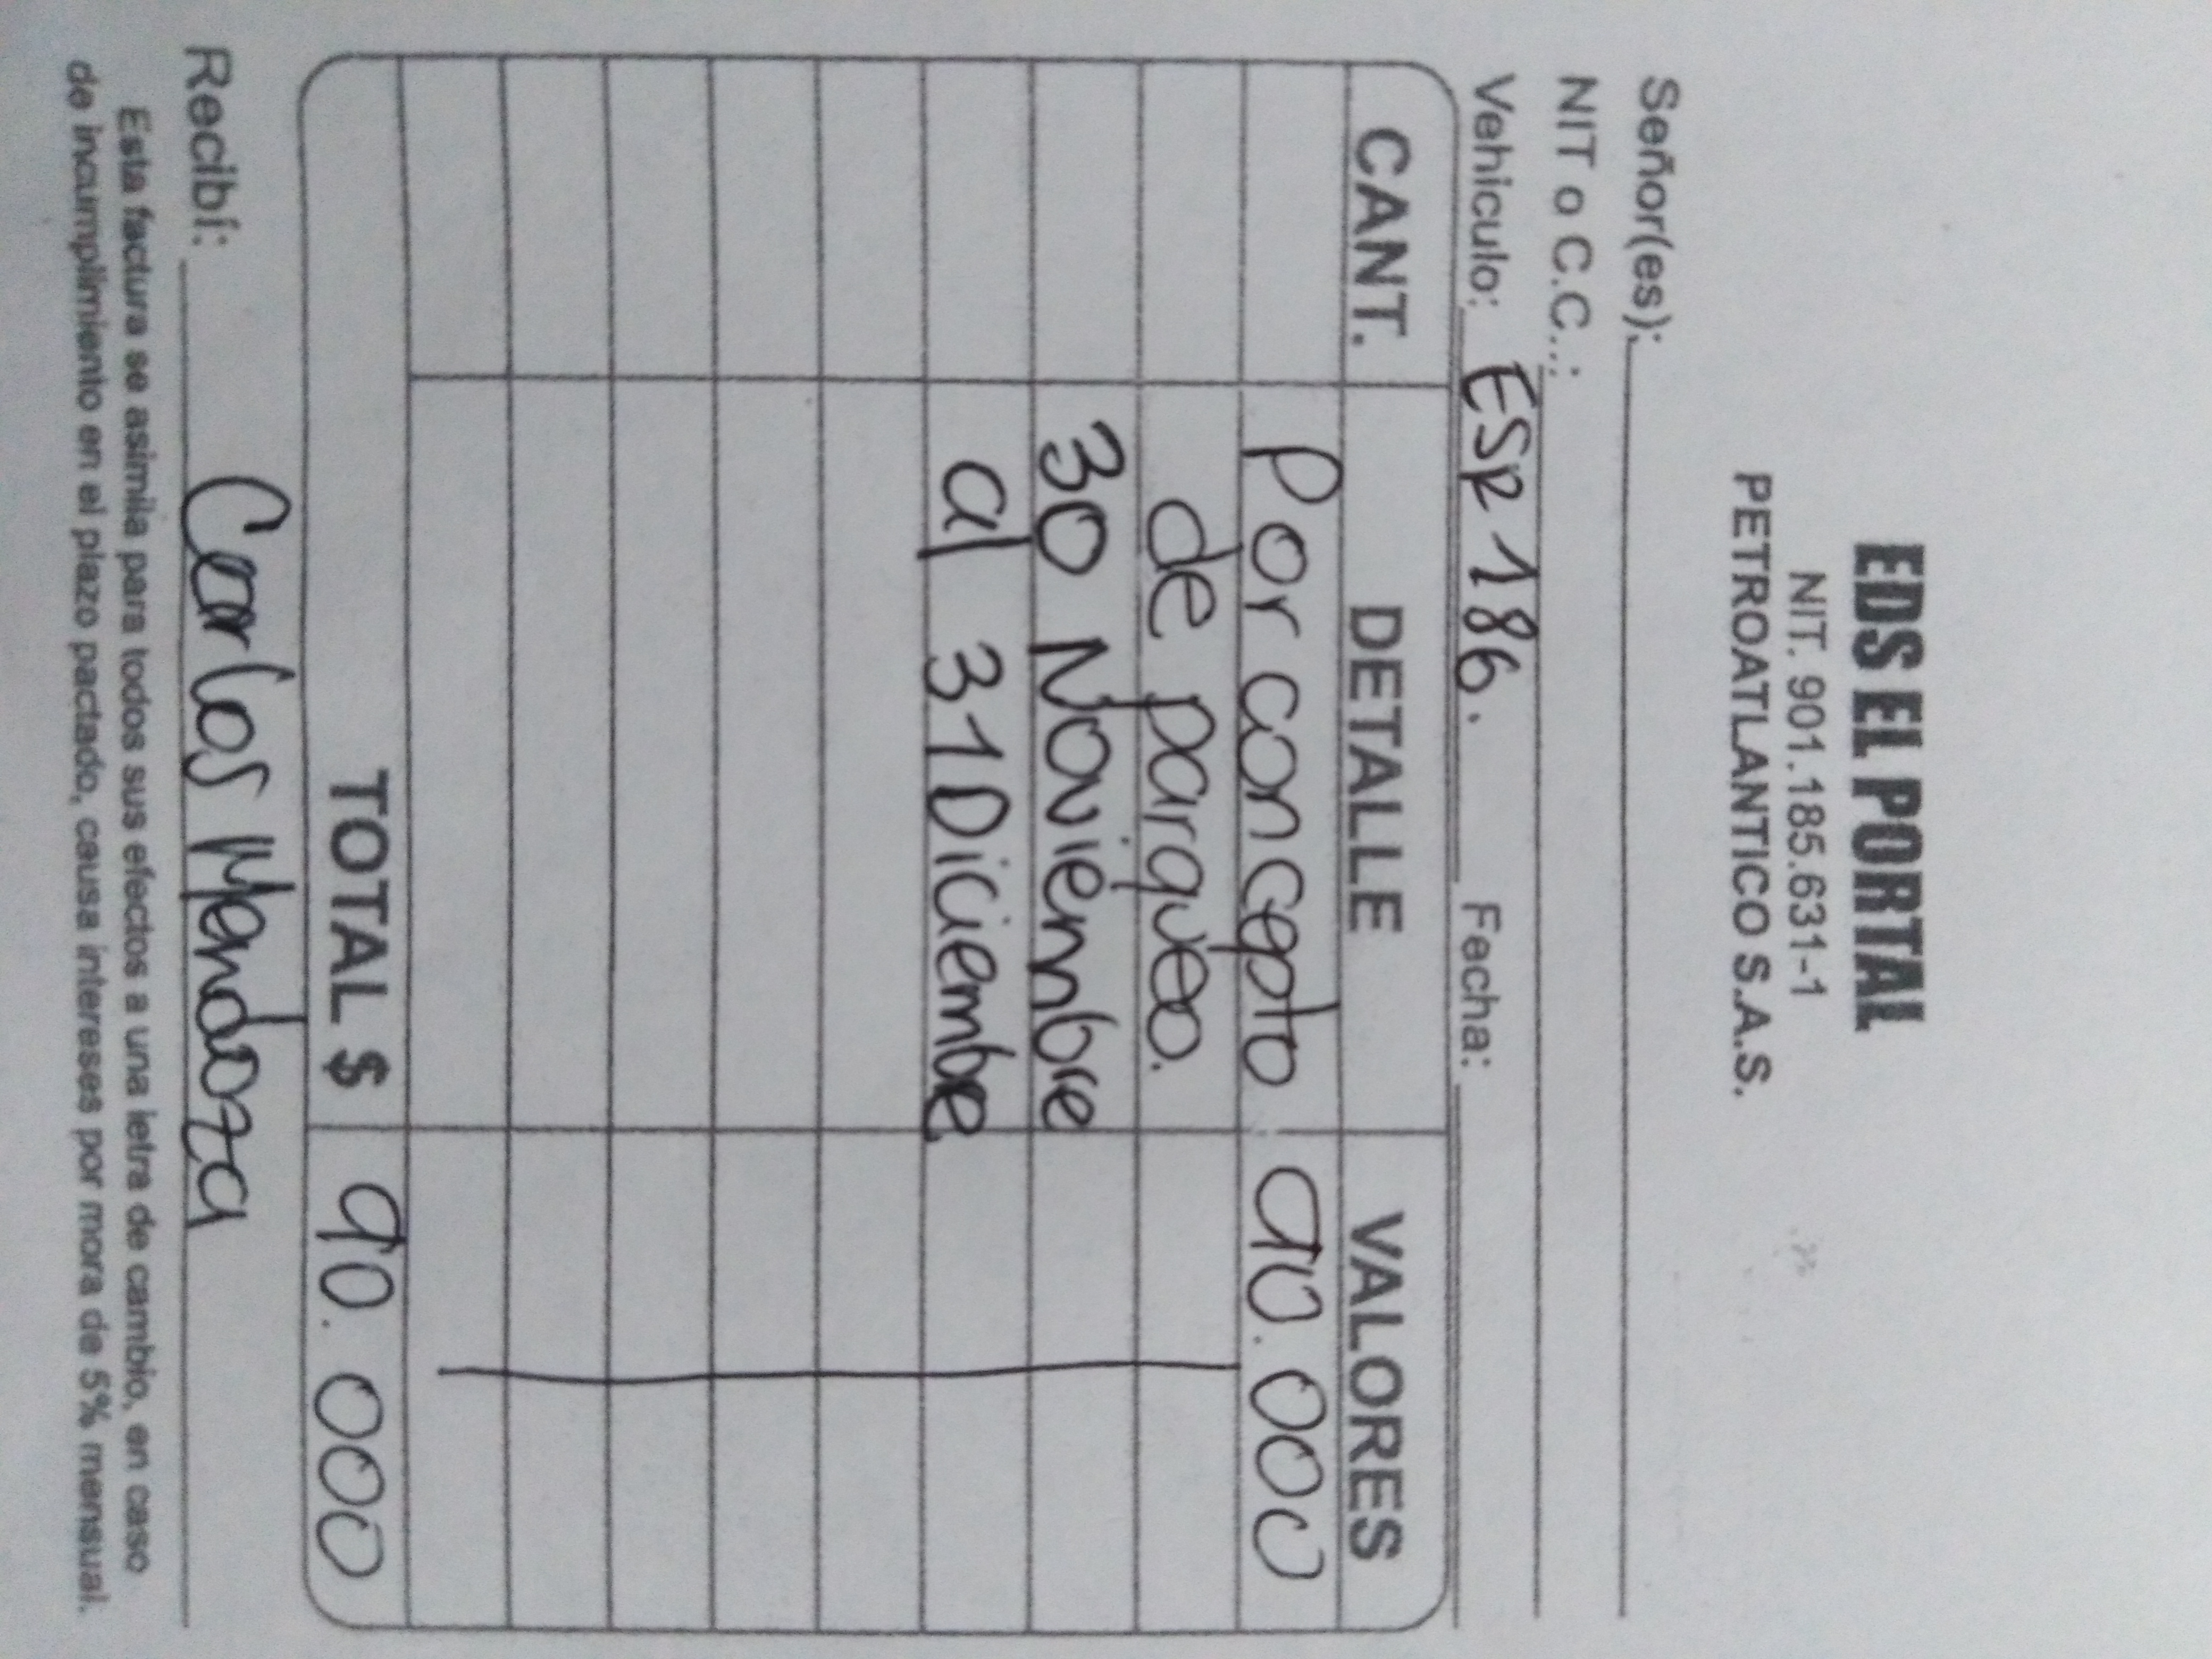 EDS EL PORTAL
NIT. 901.185.631-1
PETROATLANTICO S.A.S.
Señor(es):
NIT o C.C..:
Vehiculo: ESR 186. Fecha:
CANT. DETALLE VALORES
Por concepto 90.000
de parqueo.
30 Noviembre
al 31 Diciembre
TOTAL $ 90.000
Recibí: Carlos Mendoza
Esta factura se asimila para todos sus efectos a una letra de cambio, en caso
de incumplimiento en el plazo pactado, causa intereses por mora de 5% mensual.